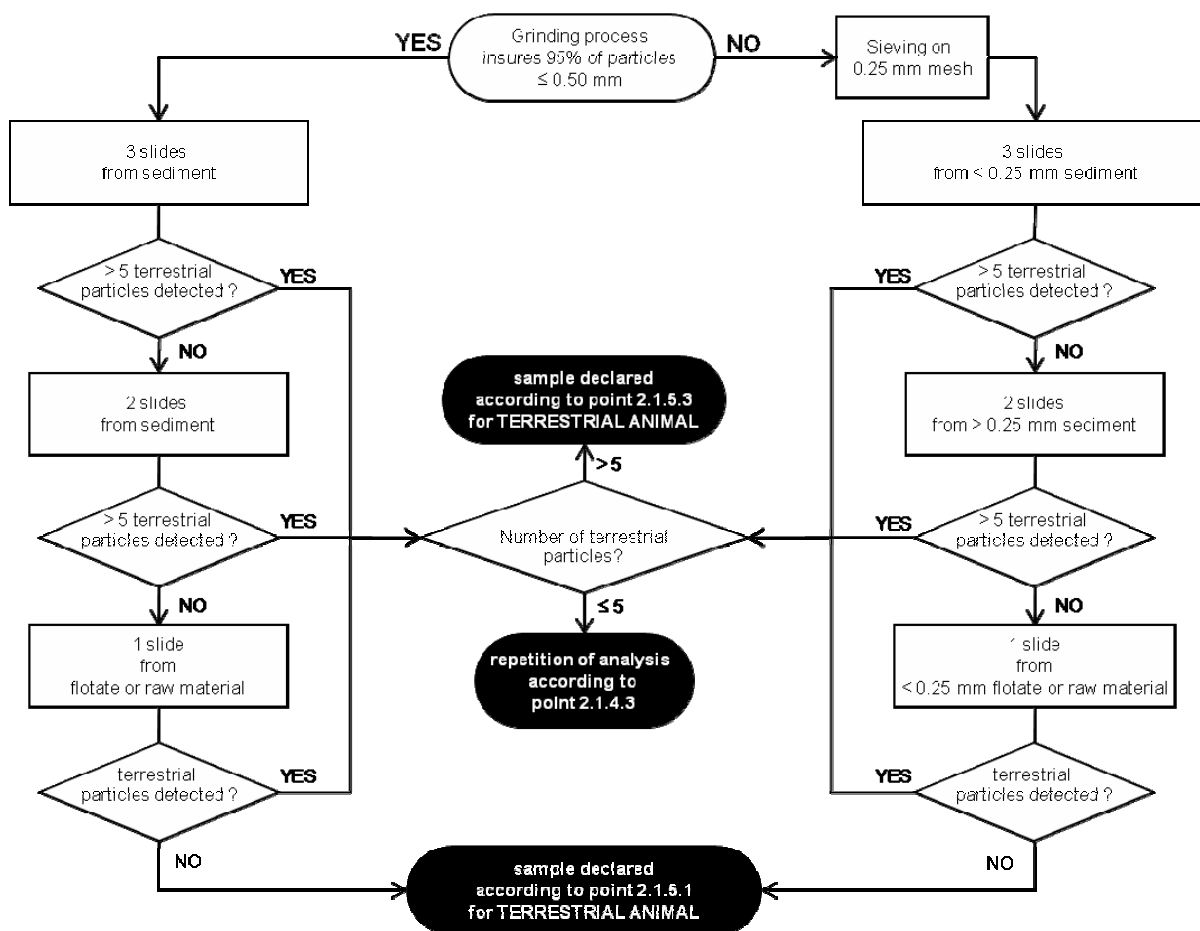 YES
Grinding process
insures 95% of particles
≤ 0.50 mm
NO
Sieving on
0.25 mm mesh
3 slides
from sediment
3 slides
from < 0.25 mm sediment
> 5 terrestrial
particles detected ?
YES
NO
YES
> 5 terrestrial
particles detected ?
NO
2 slides
from sediment
sample declared
according to point 2.1.5.3
for TERRESTRIAL ANIMAL
2 slides
from > 0.25 mm seciment
>5
> 5 terrestrial
particles detected ?
YES
NO
Number of terrestrial
particles?
YES
> 5 terrestrial
particles detected ?
NO
≤ 5
1 slide
from
flotate or raw material
repetition of analysis
according to
point 2.1.4.3
slide
from
< 0.25 mm flotate or raw material
terrestrial
particles detected ?
YES
NO
YES
terrestrial
particles detected ?
NO
sample declared
according to point 2.1.5.1
for TERRESTRIAL ANIMAL